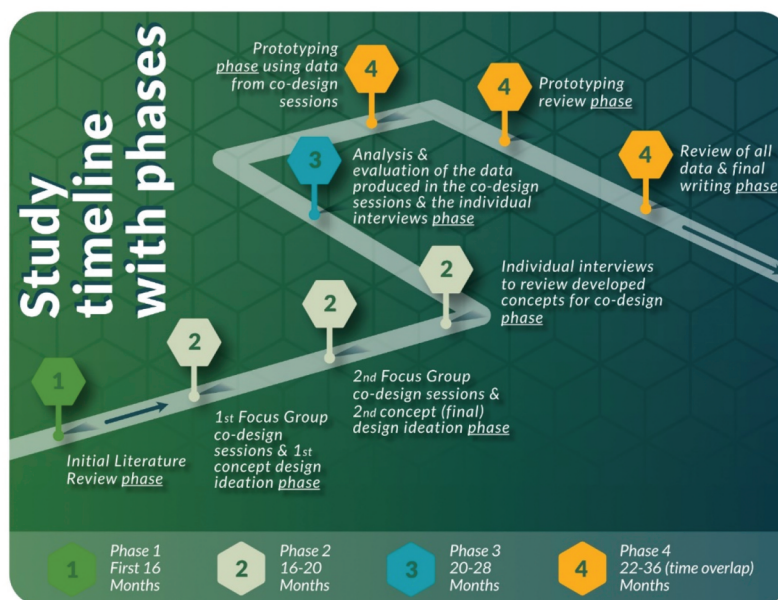 Study
timeline
with phases
1
Initial Literature
Review phase
2
1st Focus Group
co-design
sessions & 1st
concept design
ideation phase
2
2nd Focus Group
co-design sessions &
2nd concept (final)
design ideation phase
2
Individual interviews
to review developed
concepts for co-design
phase
3
Analysis &
evaluation of the data
produced in the co-design
sessions & the individual
interviews phase
4
Prototyping
phase using data
from co-design
sessions
4
Prototyping
review phase
4
Review of all
data & final
writing phase
1
Phase 1
First 16
Months
2
Phase 2
16-20
Months
3
Phase 3
20-28
Months
4
Phase 4
22-36 (time overlap)
Months